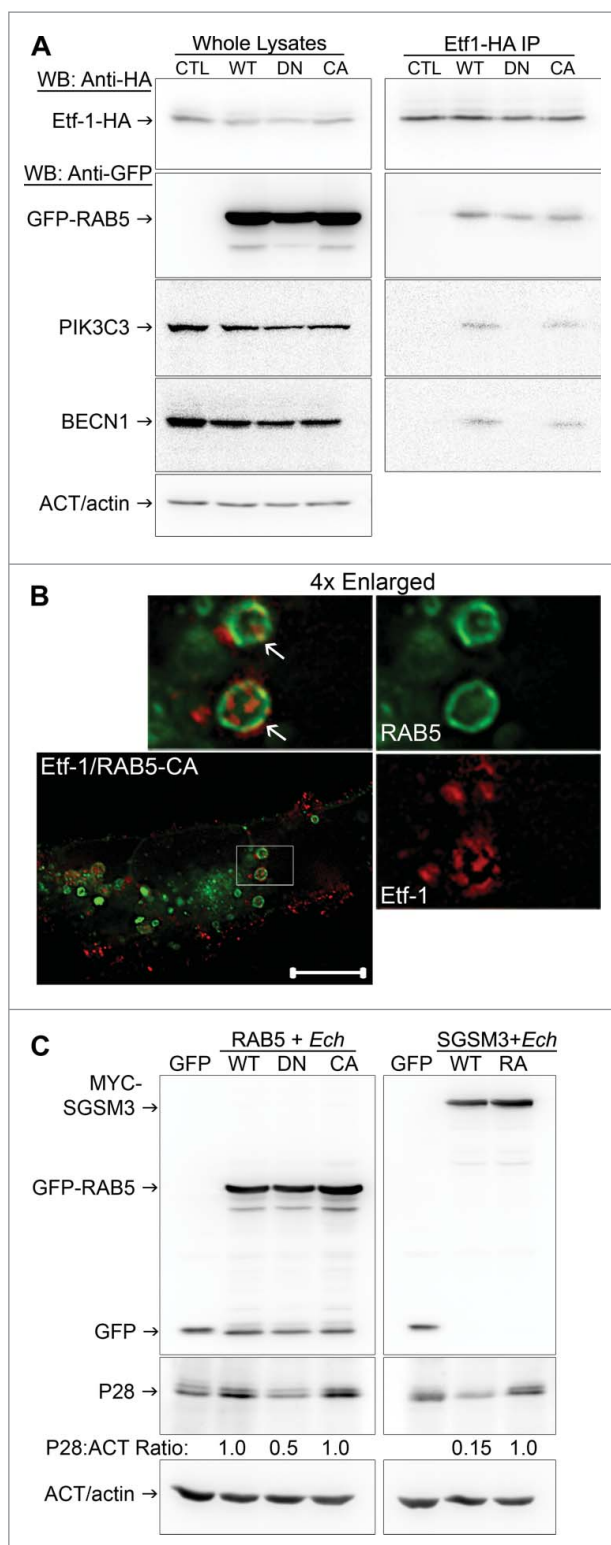 A
Whole Lysates Etf1-HA IP
CTL WT DN CA CTL WT DN CA
WB: Anti-HA
Etf-1-HA →
WB: Anti-GFP
GFP-RAB5 →
PIK3C3 →
BECN1 →
ACT/actin →
B
4x Enlarged
RAB5
Etf-1/RAB5-CA
Etf-1
C
RAB5 + Ech SGSM3+Ech
GFP WT DN CA GFP WT RA
MYC-
SGSM3 →
GFP-RAB5 →
GFP →
P28 →
P28:ACT Ratio: 1.0 0.5 1.0 0.15 1.0
ACT/actin →